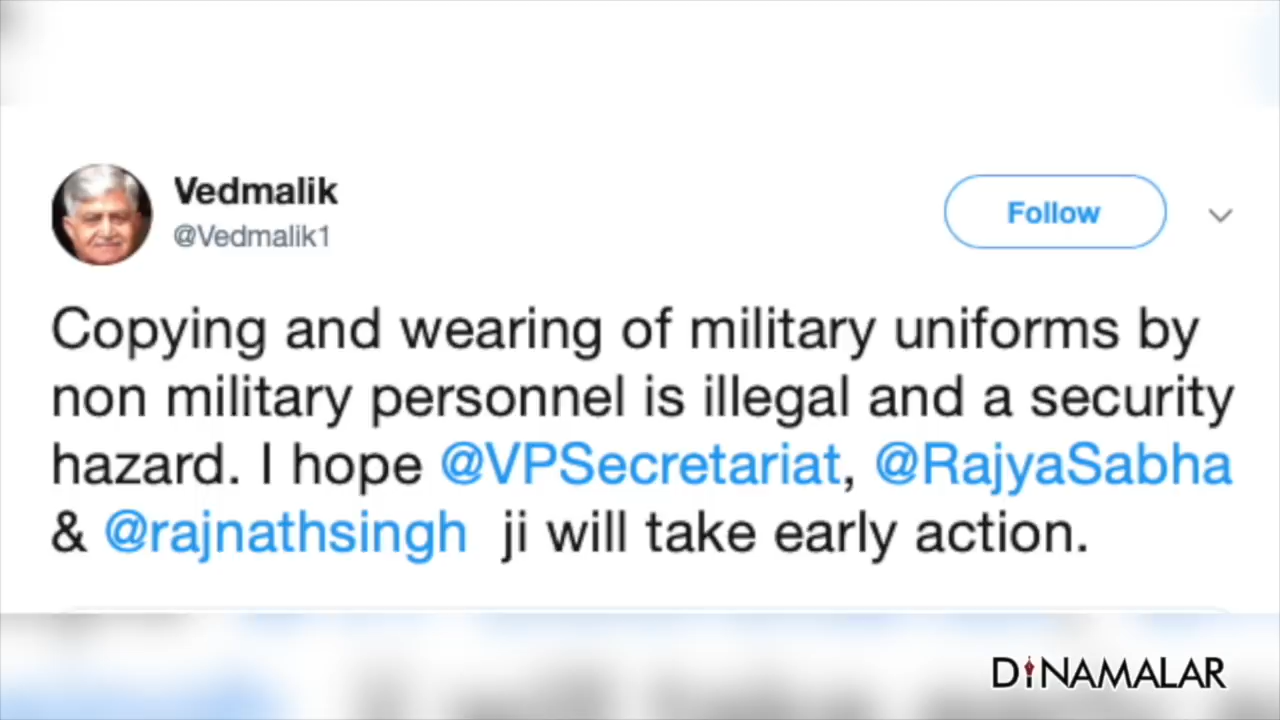 Vedmalik
@Vedmalik1
Follow
Copying and wearing of military uniforms by
non military personnel is illegal and a security
hazard. I hope @VPSecretariat, @RajyaSabha
& @rajnathsingh ji will take early action.
DINAMALAR